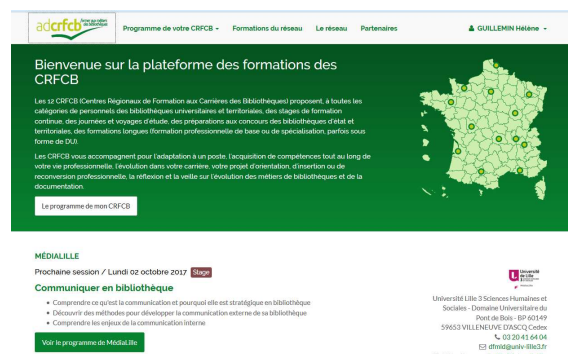 adcrfcb
Programme de votre CRFCB
Formations du réseau
Le réseau
Partenaires
GUILLEMIN Hélène
Bienvenue sur la plateforme des formations des
CRFCB
Les 12 CRFCB (Centres Régionaux de Formation aux Carrières des Bibliothèques) proposent, à toutes les
catégories de personnels des bibliothèques universitaires et territoriales, des stages de formation
continue, des journées et voyages d'étude, des préparations aux concours des bibliothèques d'état et
territoriales, des formations longues (formation professionnelle de base ou de spécialisation, parfois sous
forme de DU).
Les CRFCB vous accompagnent pour l'adaptation à un poste, l'acquisition de compétences tout au long de
votre vie professionnelle, l'évolution dans votre carrière, votre projet d'orientation, d'insertion ou de
reconversion professionnelle, la réflexion et la veille sur l'évolution des métiers de bibliothèques et de la
documentation.
Le programme de mon CRFCB
MÉDIALILLE
Prochaine session / Lundi 02 octobre 2017 Stage
Communiquer en bibliothèque
Comprendre ce qu'est la communication et pourquoi elle est stratégique en bibliothèque
Découvrir des méthodes pour développer la communication externe de sa bibliothèque
Comprendre les enjeux de la communication interne
Voir le programme de MédiaLille
Université
de Lille
Université Lille 3 Sciences Humaines et
Sociales - Domaine Universitaire du
Pont de Bois - BP 60149
59653 VILLENEUVE D'ASCQ Cedex
03 20 41 64 04
dfmld@univ-lille3.fr